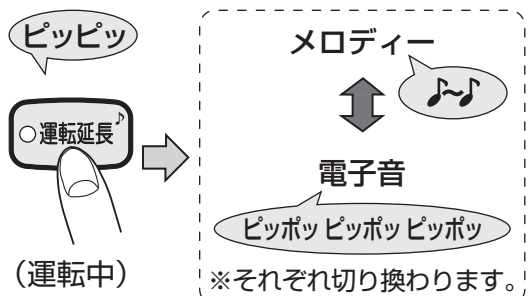 ピッピッ
運転延長♪
(運転中)
メロディー
♪～♪
電子音
ピッポッ ピッポッ ピッポッ
※それぞれ切り換わります。